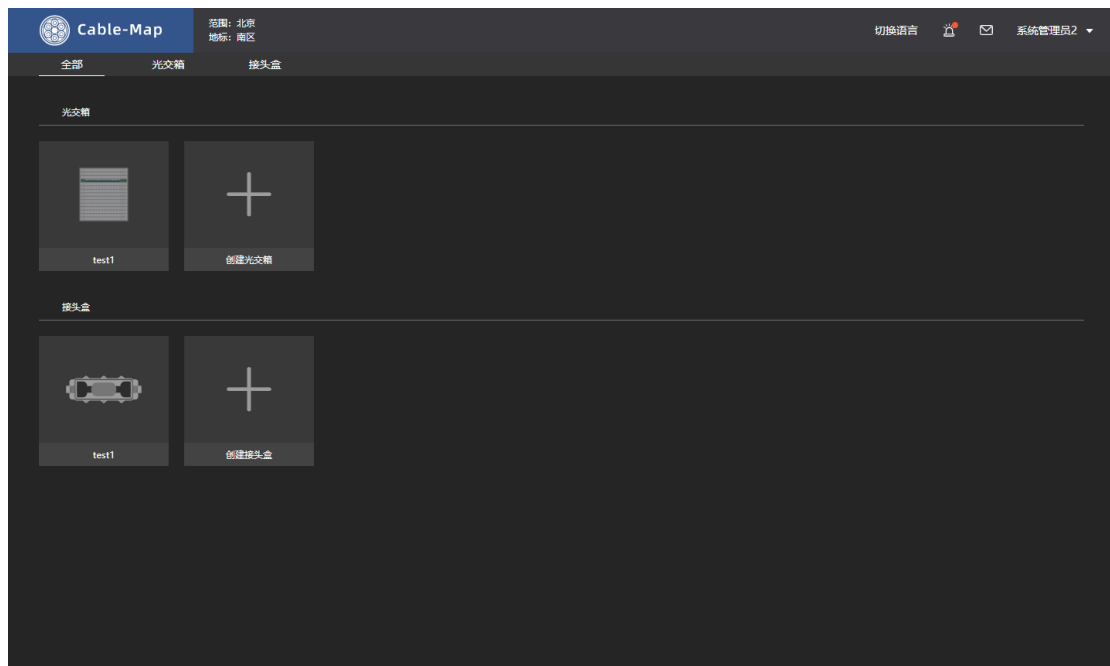 Cable-Map
范围：北京
地标：南区
切换语言
系统管理员2
全部 光交箱 接头盒
光交箱
test1 创建光交箱
接头盒
test1 创建接头盒